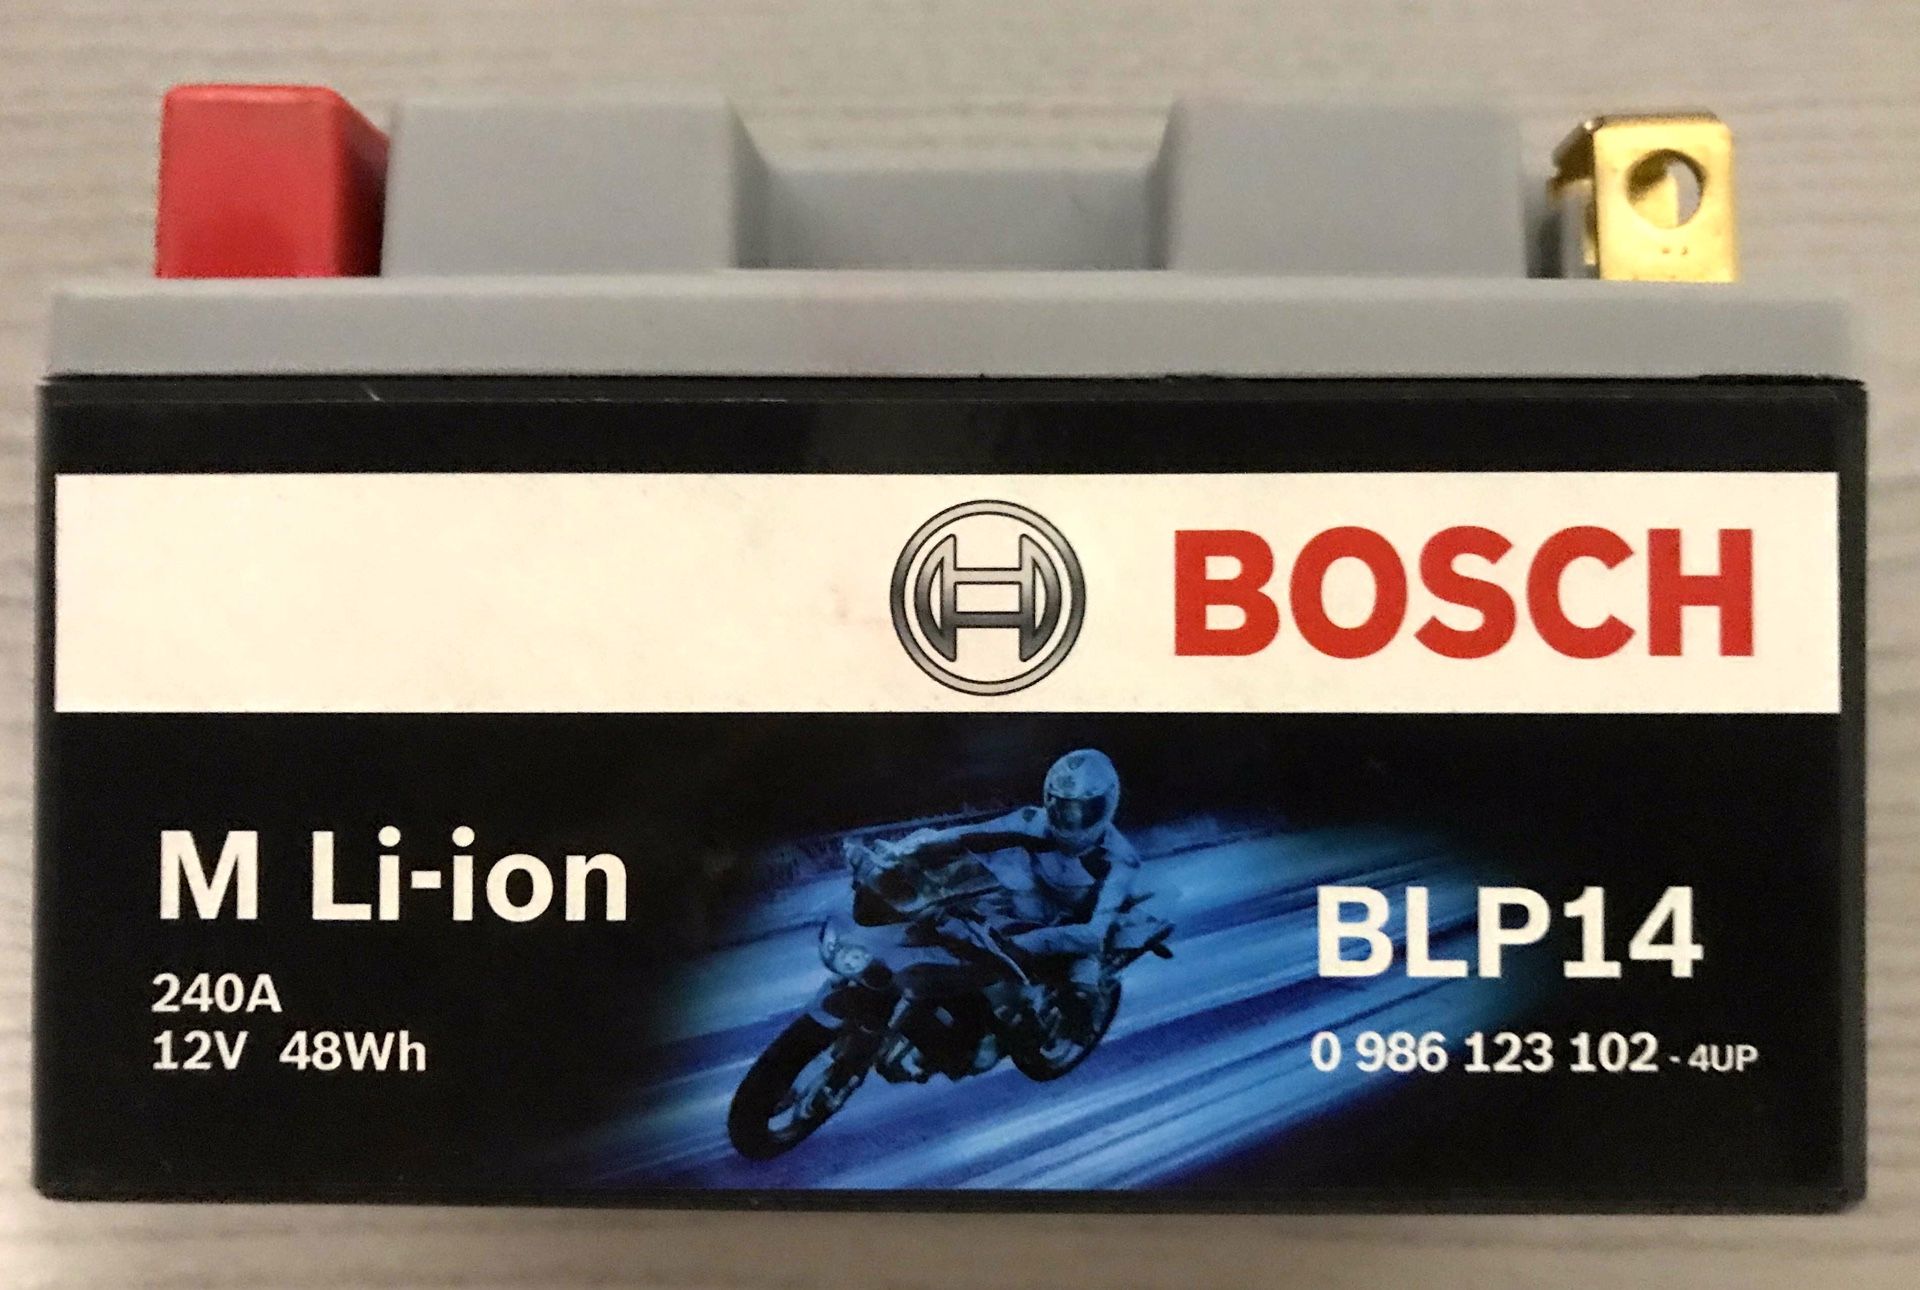 BOSCH
M Li-ion
240A
12V 48Wh
BLP14
0 986 123 102 - 4UP